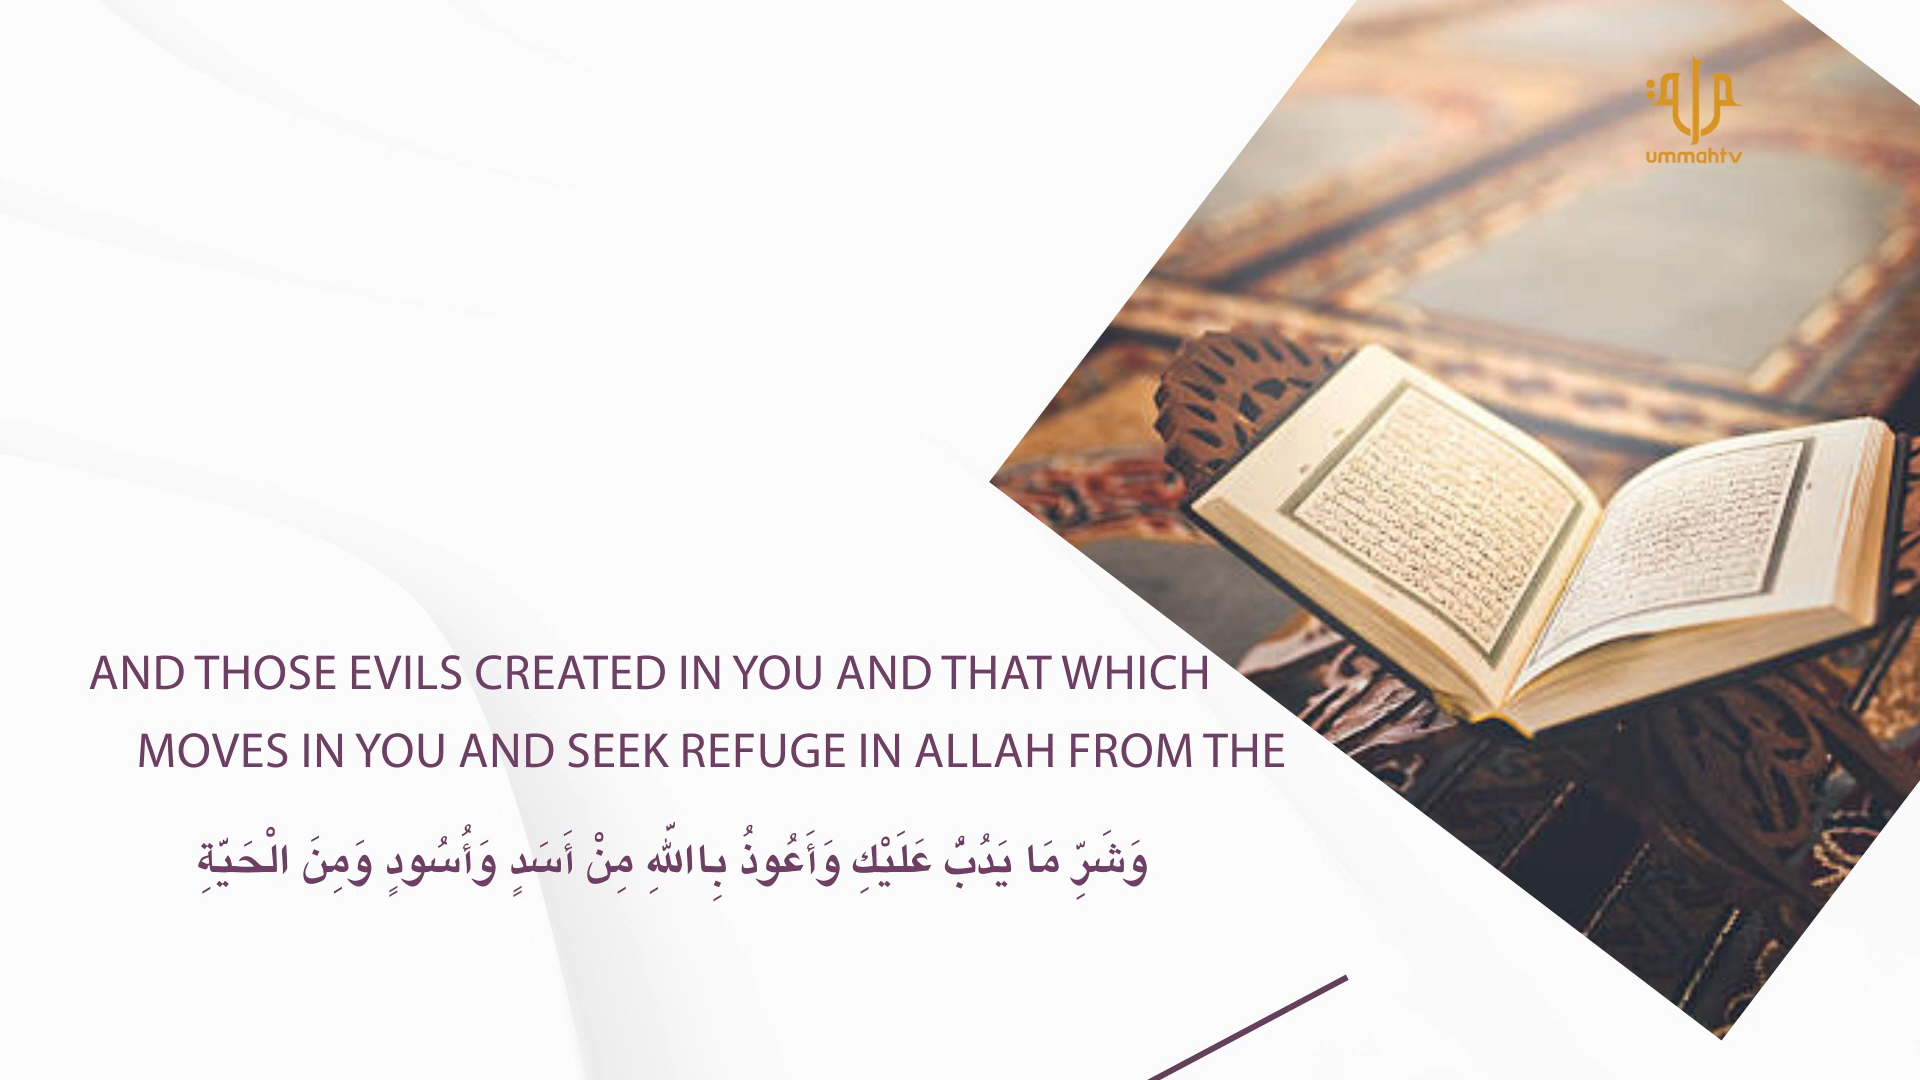 ummahtv
AND THOSE EVILS CREATED IN YOU AND THAT WHICH
MOVES IN YOU AND SEEK REFUGE IN ALLAH FROM THE
وَشَرِّ مَا يَدُبُّ عَلَيْكِ وَأَعُوذُ بِاللّٰهِ مِنْ أَسَدٍ وَأُسُودٍ وَمِنَ الْحَيّةِ